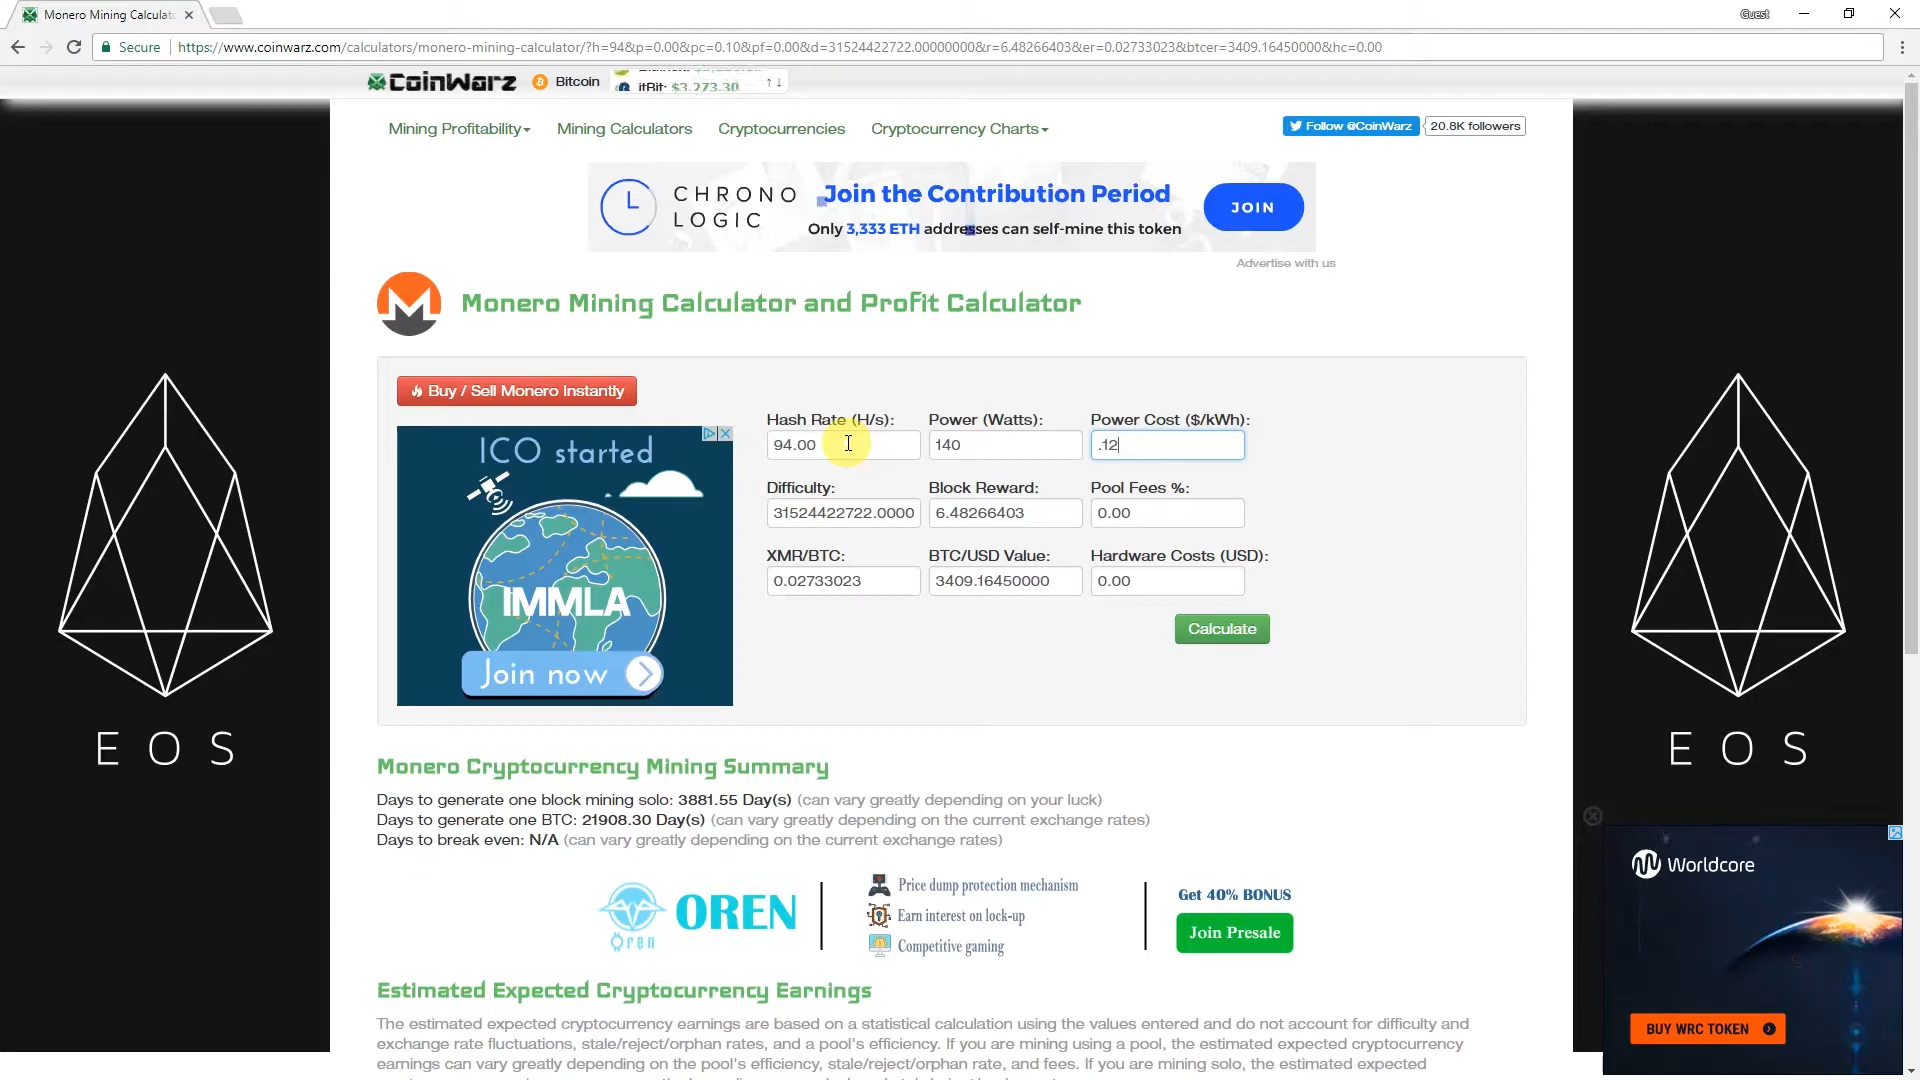 Monero Mining Calculat
Guest
Secure
https://www.coinwarz.com/calculators/monero-mining-calculator/?h=94&p=0.00&pc=0.10&pf=0.00&d=31524422722.00000000&r=6.48266403&er=0.02733023&btcer=3409.16450000&hc=0.00
CoinWarz
Bitcoin
itBit: $3,273.30
Mining Profitability
Mining Calculators
Cryptocurrencies
Cryptocurrency Charts
Follow @CoinWarz
20.8K followers
CHRONO
LOGIC
Join the Contribution Period
Only 3,333 ETH addresses can self-mine this token
JOIN
Advertise with us
Monero Mining Calculator and Profit Calculator
Buy / Sell Monero Instantly
ICO started
IMMLA
Join now
Hash Rate (H/s): Power (Watts): Power Cost ($/kWh):
94.00 140 .12
Difficulty: Block Reward: Pool Fees %:
31524422722.0000 6.48266403 0.00
XMR/BTC: BTC/USD Value: Hardware Costs (USD):
0.02733023 3409.16450000 0.00
Calculate
EOS
EOS
Monero Cryptocurrency Mining Summary
Days to generate one block mining solo: 3881.55 Day(s) (can vary greatly depending on your luck)
Days to generate one BTC: 21908.30 Day(s) (can vary greatly depending on the current exchange rates)
Days to break even: N/A (can vary greatly depending on the current exchange rates)
Oren
OREN
Price dump protection mechanism
Earn interest on lock-up
Competitive gaming
Get 40% BONUS
Join Presale
Worldcore
BUY WRC TOKEN
Estimated Expected Cryptocurrency Earnings
The estimated expected cryptocurrency earnings are based on a statistical calculation using the values entered and do not account for difficulty and
exchange rate fluctuations, stale/reject/orphan rates, and a pool's efficiency. If you are mining using a pool, the estimated expected cryptocurrency
earnings can vary greatly depending on the pool's efficiency, stale/reject/orphan rate, and fees. If you are mining solo, the estimated expected